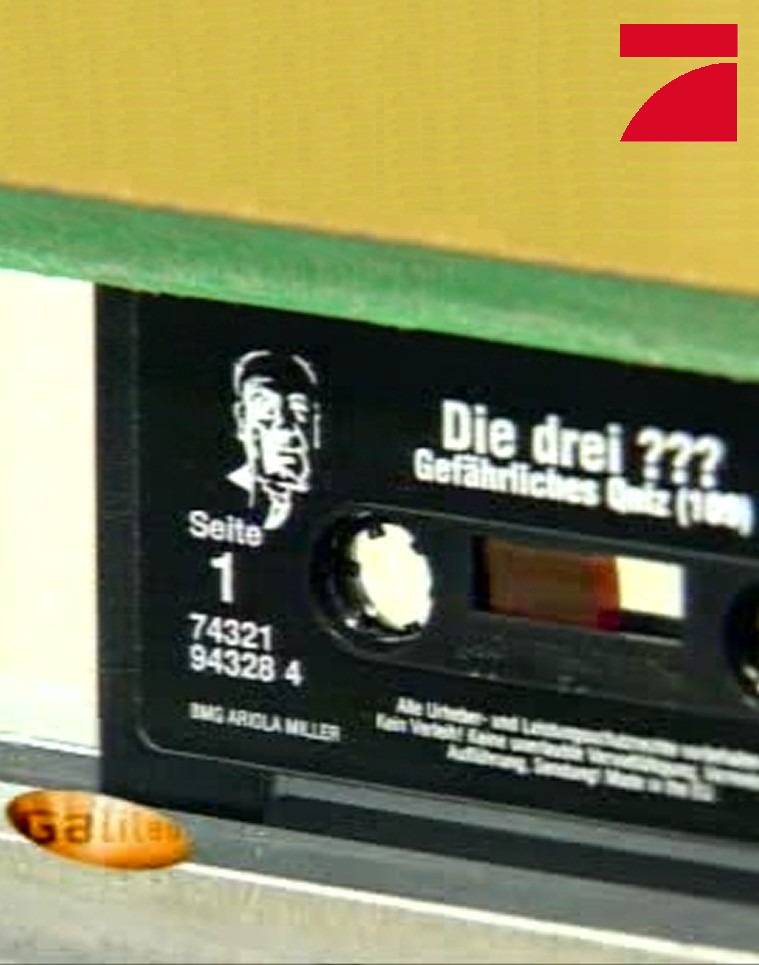 Die drei ???
Gefährliches Quiz (109)
Seite
1
74321
94328 4
BMG ARIOLA MILLER
Alle Urheber- und Leistungsschutzrechte
Kein Verleih! Keine unerlaubte Vervielfältigung,
Aufführung, Sendung! Made in the EU
Galileo